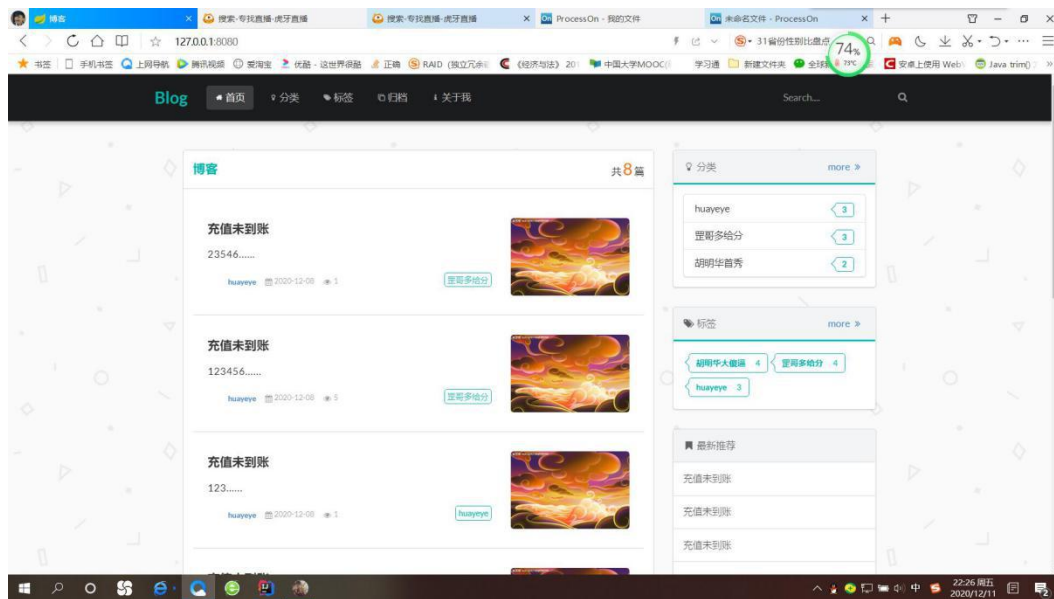 博客
搜索-专找直播-虎牙直播
搜索-专找直播-虎牙直播
On ProcessOn - 我的文件
On 未命名文件 - ProcessOn
127.0.0.1:8080
31省份性别比盘点
74%
73℃
书签
手机书签
上网导航
腾讯视频
爱淘宝
优酷 - 这世界很酷
正确
RAID (独立冗余
《经济与法》 201
中国大学MOOC(
学习通
新建文件夹
全球
安卓上使用 Web
Java trim()
Blog
首页
分类
标签
归档
关于我
Search...
博客
共8篇
充值未到账
23546......
huayeye 2020-12-08 1
罡哥多给分
充值未到账
123456......
huayeye 2020-12-08 5
罡哥多给分
充值未到账
123......
huayeye 2020-12-08 1
huayeye
分类
more
huayeye 3
罡哥多给分 3
胡明华首秀 2
标签
more
胡明华大傻逼 4
罡哥多给分 4
huayeye 3
最新推荐
充值未到账
充值未到账
充值未到账
中
22:26 周五
2020/12/11
2